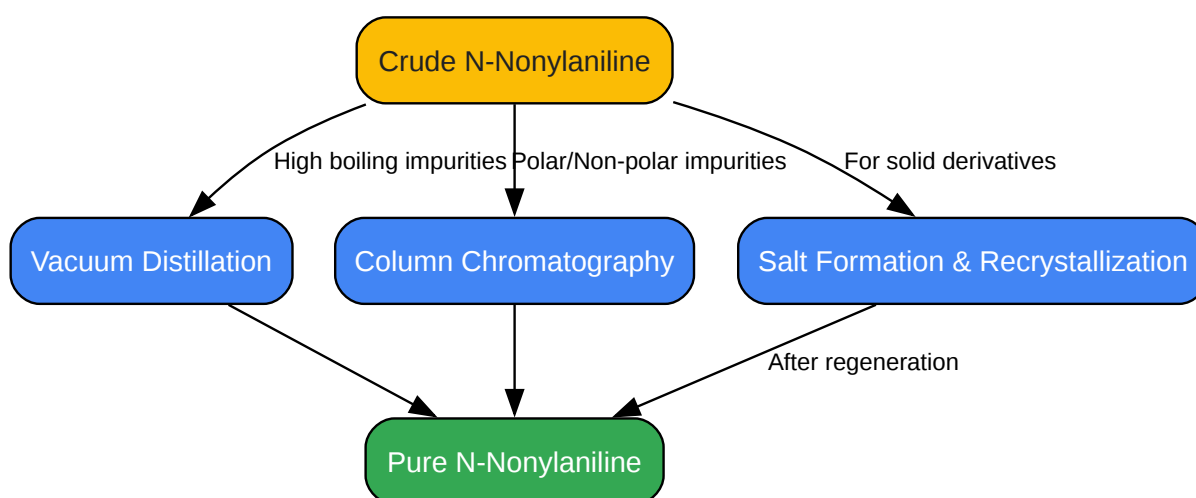 Crude N-Nonylaniline
High boiling impurities
Polar/Non-polar impurities
For solid derivatives
Vacuum Distillation
Column Chromatography
Salt Formation & Recrystallization
After regeneration
Pure N-Nonylaniline